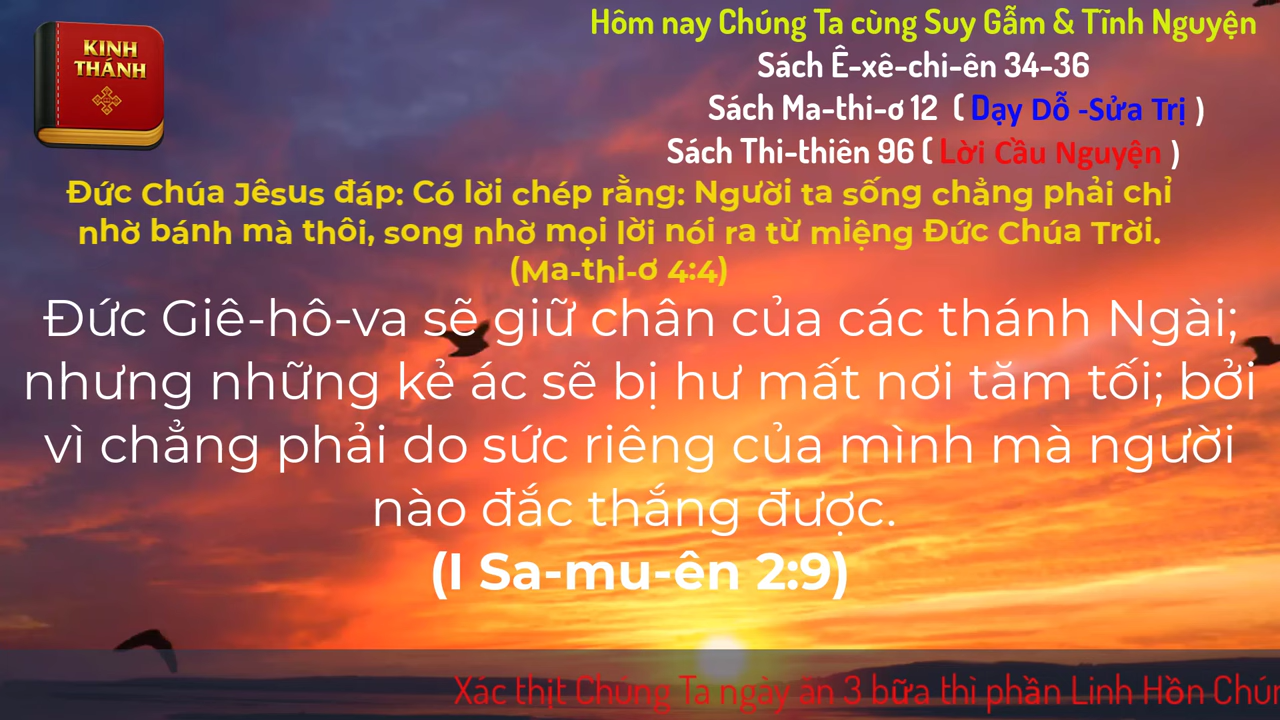 KINH
THÁNH
Hôm nay Chúng Ta cùng Suy Gẫm & Tĩnh Nguyện
Sách Ê-xê-chi-ên 34-36
Sách Ma-thi-ơ 12 ( Dạy Dỗ -Sửa Trị )
Sách Thi-thiên 96 ( Lời Cầu Nguyện )
Đức Chúa Jêsus đáp: Có lời chép rằng: Người ta sống chẳng phải chỉ
nhờ bánh mà thôi, song nhờ mọi lời nói ra từ miệng Đức Chúa Trời.
(Ma-thi-ơ 4:4)
Đức Giê-hô-va sẽ giữ chân của các thánh Ngài;
nhưng những kẻ ác sẽ bị hư mất nơi tăm tối; bởi
vì chẳng phải do sức riêng của mình mà người
nào đắc thắng được.
(I Sa-mu-ên 2:9)
Xác thịt Chúng Ta ngày ăn 3 bữa thì phần Linh Hồn